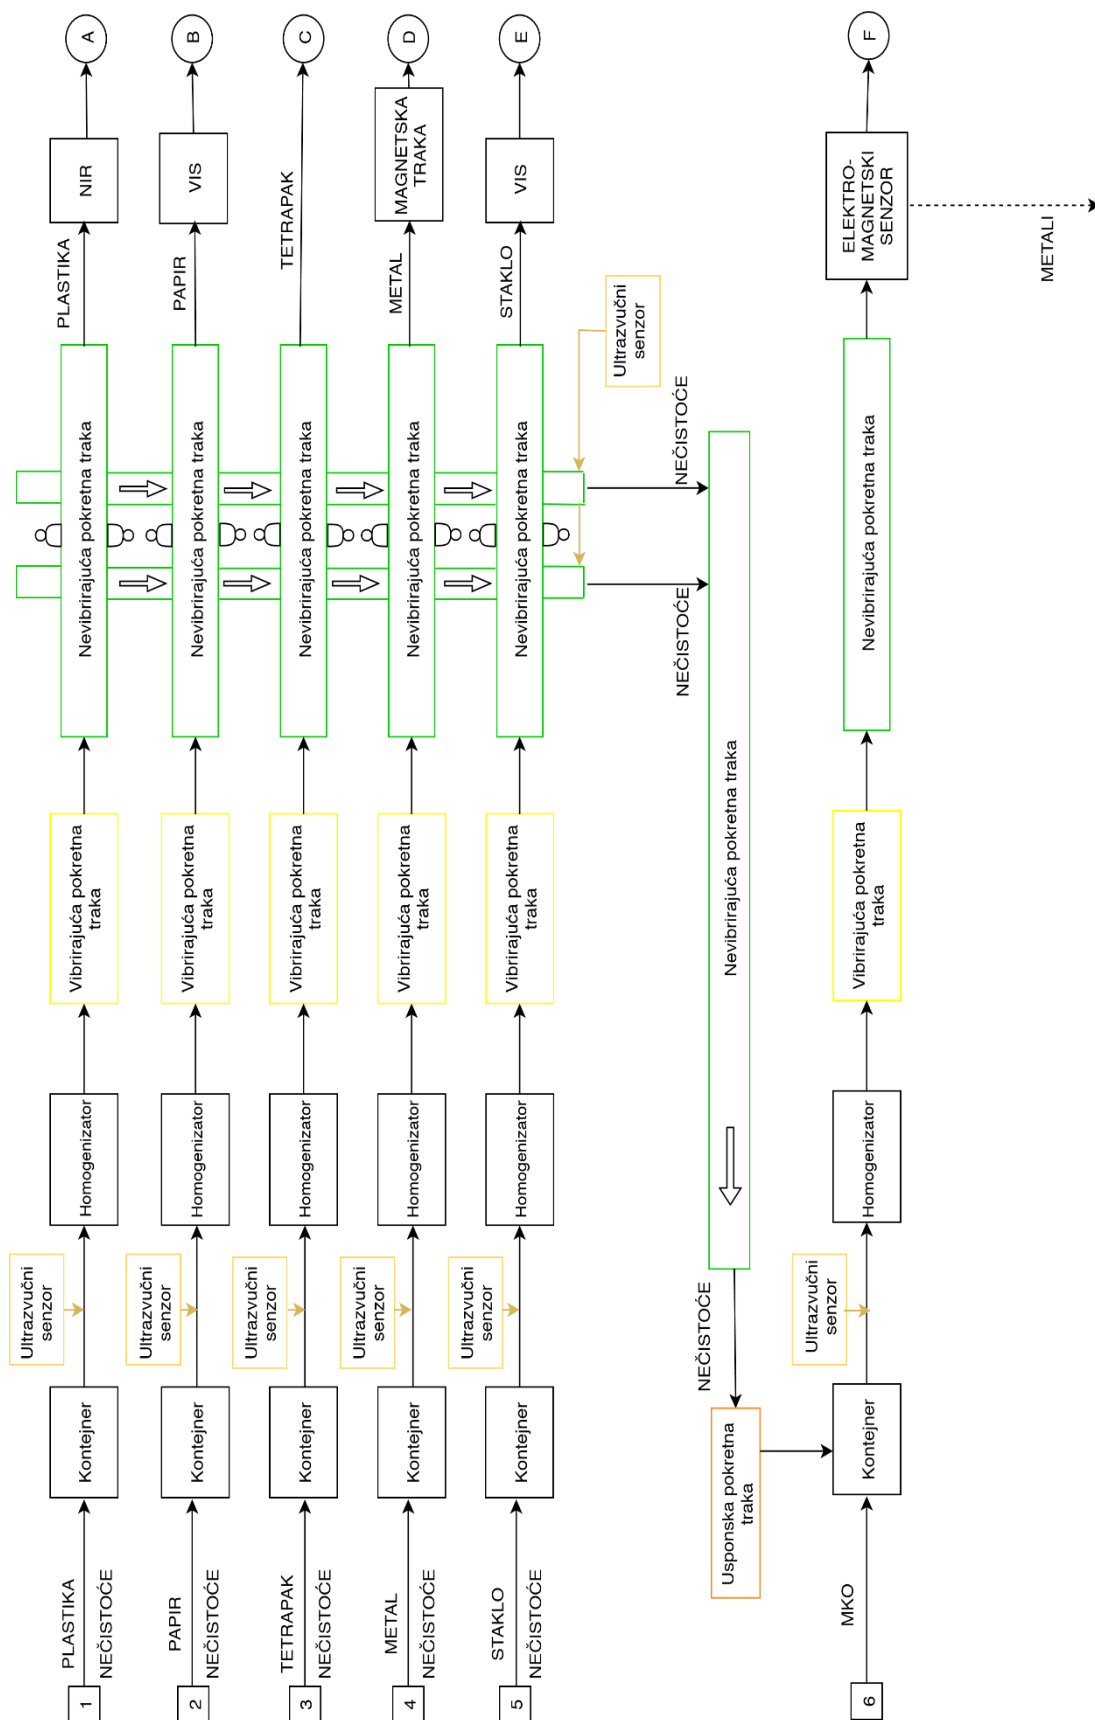 1
PLASTIKA
NEČISTOĆE
Kontejner
Ultrazvučni
senzor
Homogenizator
Vibrirajuća pokretna
traka
Nevibrirajuća pokretna traka
PLASTIKA
NIR
A
2
PAPIR
NEČISTOĆE
Kontejner
Ultrazvučni
senzor
Homogenizator
Vibrirajuća pokretna
traka
Nevibrirajuća pokretna traka
PAPIR
VIS
B
3
TETRAPAK
NEČISTOĆE
Kontejner
Ultrazvučni
senzor
Homogenizator
Vibrirajuća pokretna
traka
Nevibrirajuća pokretna traka
TETRAPAK
C
4
METAL
NEČISTOĆE
Kontejner
Ultrazvučni
senzor
Homogenizator
Vibrirajuća pokretna
traka
Nevibrirajuća pokretna traka
METAL
MAGNETSKA
TRAKA
D
5
STAKLO
NEČISTOĆE
Kontejner
Ultrazvučni
senzor
Homogenizator
Vibrirajuća pokretna
traka
Nevibrirajuća pokretna traka
STAKLO
VIS
E
Ultrazvučni
senzor
NEČISTOĆE
NEČISTOĆE
Nevibrirajuća pokretna traka
NEČISTOĆE
Usponska pokretna
traka
6
MKO
Kontejner
Ultrazvučni
senzor
Homogenizator
Vibrirajuća pokretna
traka
Nevibrirajuća pokretna traka
ELEKTRO-
MAGNETSKI
SENZOR
F
METALI